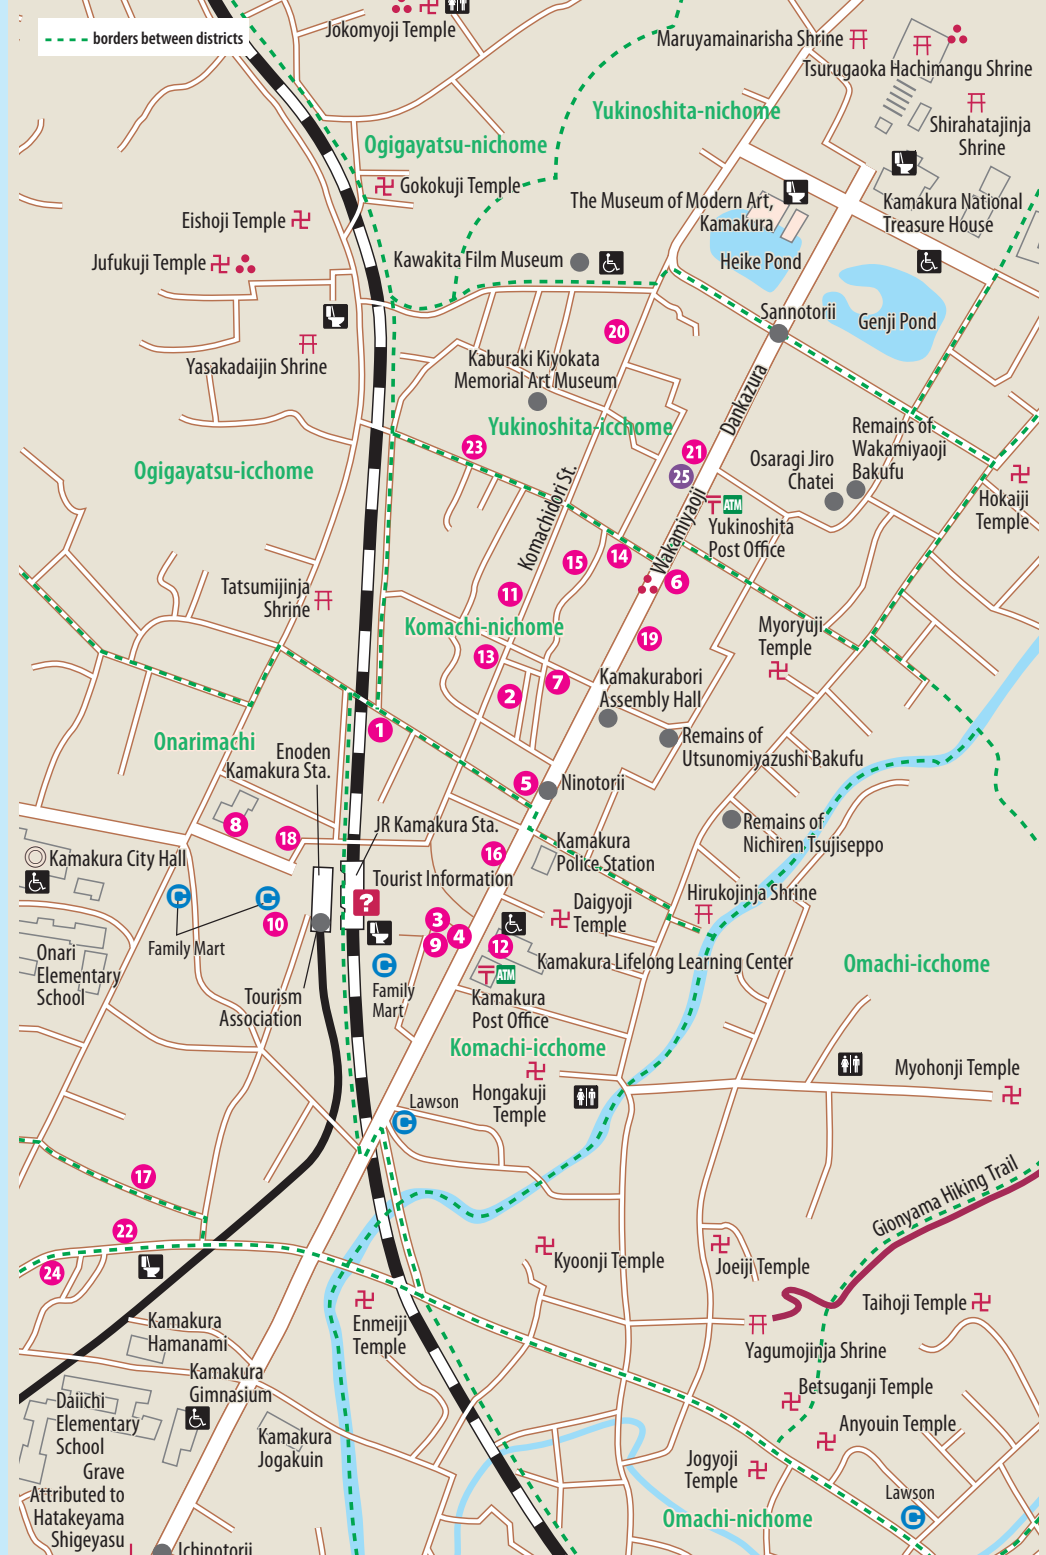 Jokomyoji Temple
borders between districts
Maruyamainarisha Shrine
Tsurugaoka Hachimangu Shrine
Yukinoshita-nichome
Shirahatajinja
Shrine
Ogigayatsu-nichome
Gokokuji Temple
The Museum of Modern Art,
Kamakura
Kamakura National
Treasure House
Eishoji Temple
Jufukuji Temple
Kawakita Film Museum
Heike Pond
Sannotorii
Genji Pond
20
Yasakadaijin Shrine
Kaburaki Kiyokata
Memorial Art Museum
Dankazura
Yukinoshita-icchome
Remains of
Wakamiyaoji
Bakufu
23
21
25
Ogigayatsu-icchome
Osaragi Jiro
Chatei
Hokaiji
Temple
Komachidori St.
Wakamiyaoji
ATM
Yukinoshita
Post Office
14
15
6
11
Tatsumijinja
Shrine
Komachi-nichome
19
Myoryuji
Temple
13
7
2
Kamakurabori
Assembly Hall
1
Remains of
Utsunomiyazushi Bakufu
Onarimachi
Enoden
Kamakura Sta.
5
Ninotorii
8
18
JR Kamakura Sta.
Remains of
Nichiren Tsujiseppo
Kamakura
Police Station
16
Kamakura City Hall
Tourist Information
?
Hirukojinja Shrine
C
C
10
Family Mart
3
9
4
12
Daigyoji
Temple
Onari
Elementary
School
Kamakura Lifelong Learning Center
Omachi-icchome
C
Family
Mart
ATM
Kamakura
Post Office
Tourism
Association
Komachi-icchome
Hongakuji
Temple
Myohonji Temple
Lawson
C
17
Gionyama Hiking Trail
22
24
Kyoonji Temple
Joeiji Temple
Taihoji Temple
Enmeiji
Temple
Kamakura
Hamanami
Yagumojinja Shrine
Kamakura
Gimnasium
Betsuganji Temple
Daiichi
Elementary
School
Anyouin Temple
Kamakura
Jogakuin
Jogyoji
Temple
Grave
Attributed to
Hatakeyama
Shigeyasu
Lawson
C
Omachi-nichome
Ichinotorii